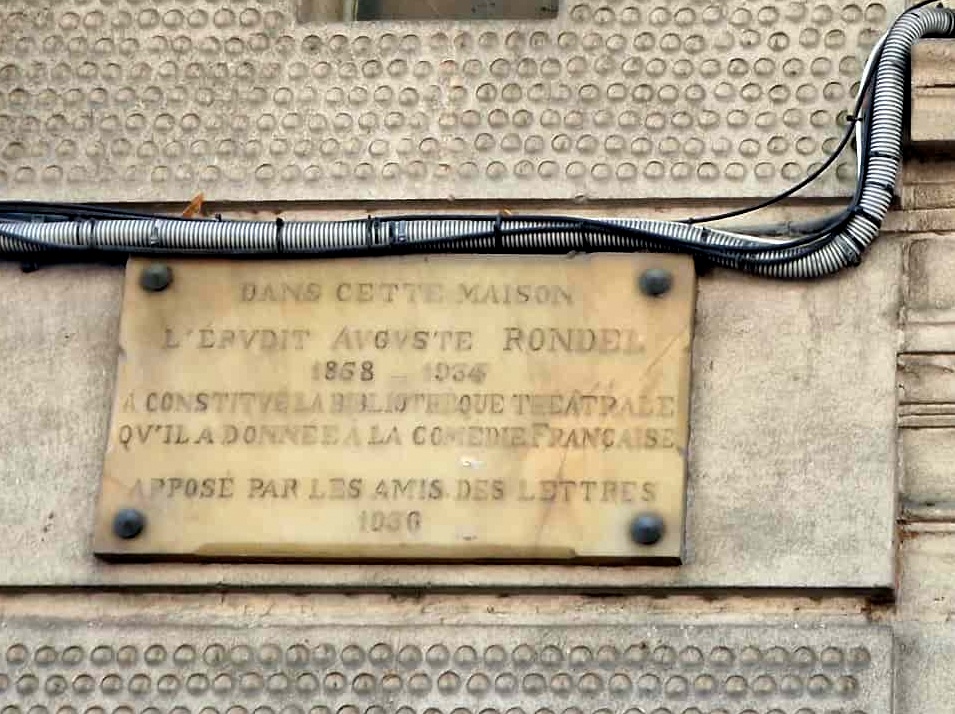 DANS CETTE MAISON
L'ÉRVDIT AVGVSTE RONDEL
1858 – 1934
A CONSTITVÉ LA BIBLIOTHÈQUE THÉATRALE
QV'IL A DONNÉE À LA COMÉDIE FRANÇAISE
APPOSÉ PAR LES AMIS DES LETTRES
1936